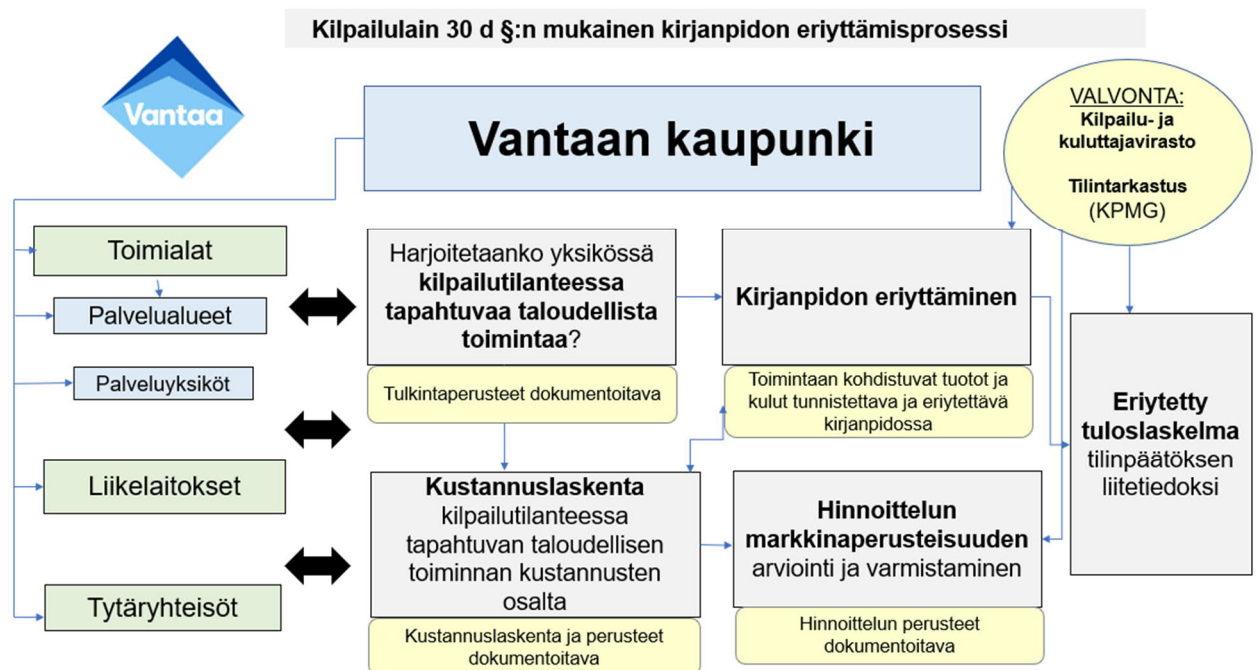 Kilpailulain 30 d §:n mukainen kirjanpidon eriyttämisprosessi
Vantaa
Vantaan kaupunki
VALVONTA:
Kilpailu- ja
kuluttajavirasto
Tilintarkastus
(KPMG)
Toimialat
Palvelualueet
Palveluyksiköt
Liikelaitokset
Tytäryhteisöt
Harjoitetaanko yksikössä
kilpailutilanteessa
tapahtuvaa taloudellista
toimintaa?
Tulkintaperusteet dokumentoitava
Kirjanpidon eriyttäminen
Toimintaan kohdistuvat tuotot ja
kulut tunnistettava ja eriytettävä
kirjanpidossa
Kustannuslaskenta
kilpailutilanteessa
tapahtuvan taloudellisen
toiminnan kustannusten
osalta
Kustannuslaskenta ja perusteet
dokumentoitava
Hinnoittelun
markkinaperusteisuuden
arviointi ja varmistaminen
Hinnoittelun perusteet
dokumentoitava
Eriytetty
tuloslaskelma
tilinpäätöksen
liitetiedoksi